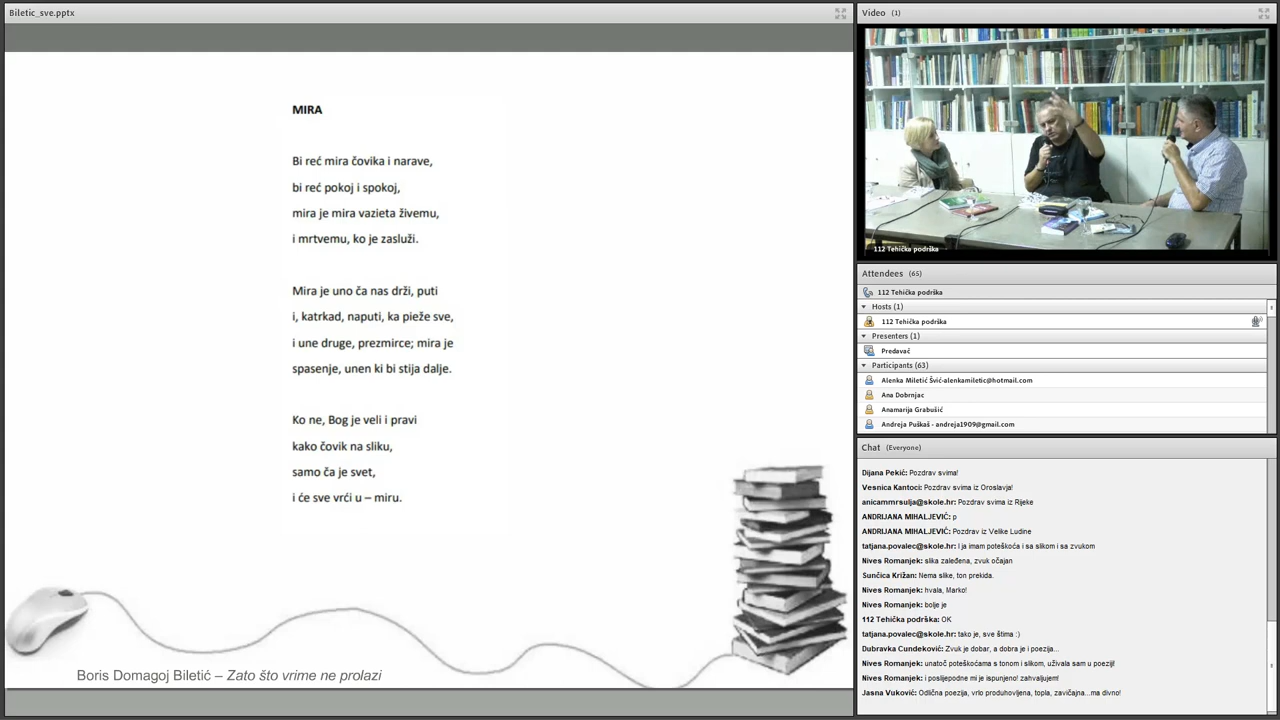 Biletic_sve.pptx
MIRA
Bi reć mira čovika i narave,
bi reć pokoj i spokoj,
mira je mira vazieta živemu,
i mrtvemu, ko je zasluži.
Mira je uno ča nas drži, puti
i, katrkad, naputi, ka pieže sve,
i une druge, prezmirce; mira je
spasenje, unen ki bi stija dalje.
Ko ne, Bog je veli i pravi
kako čovik na sliku,
samo ča je svet,
i će sve vrći u – miru.
Boris Domagoj Biletić – Zato što vrime ne prolazi
Video (1)
112 Tehička podrška
Attendees (65)
112 Tehička podrška
Hosts (1)
112 Tehička podrška
Presenters (1)
Predavač
Participants (63)
Alenka Miletić Švić-alenkamiletic@hotmail.com
Ana Dobrnjac
Anamarija Grabušić
Andreja Puškaš - andreja1909@gmail.com
Chat (Everyone)
Dijana Pekić: Pozdrav svima!
Vesnica Kantoci: Pozdrav svima iz Oroslavja!
anicammrsulja@skole.hr: Pozdrav svima iz Rijeke
ANDRIJANA MIHALJEVIĆ: p
ANDRIJANA MIHALJEVIĆ: Pozdrav iz Velike Ludine
tatjana.povalec@skole.hr: I ja imam poteškoća i sa slikom i sa zvukom
Nives Romanjek: slika zaleđena, zvuk očajan
Sunčica Križan: Nema slike, ton prekida.
Nives Romanjek: hvala, Marko!
Nives Romanjek: bolje je
112 Tehička podrška: OK
tatjana.povalec@skole.hr: tako je, sve štima :)
Dubravka Cundeković: Zvuk je dobar, a dobra je i poezija...
Nives Romanjek: unatoč poteškoćama s tonom i slikom, uživala sam u poeziji!
Nives Romanjek: i poslijepodne mi je ispunjeno! zahvaljujem!
Jasna Vuković: Odlična poezija, vrlo produhovljena, topla, zavičajna...ma divno!